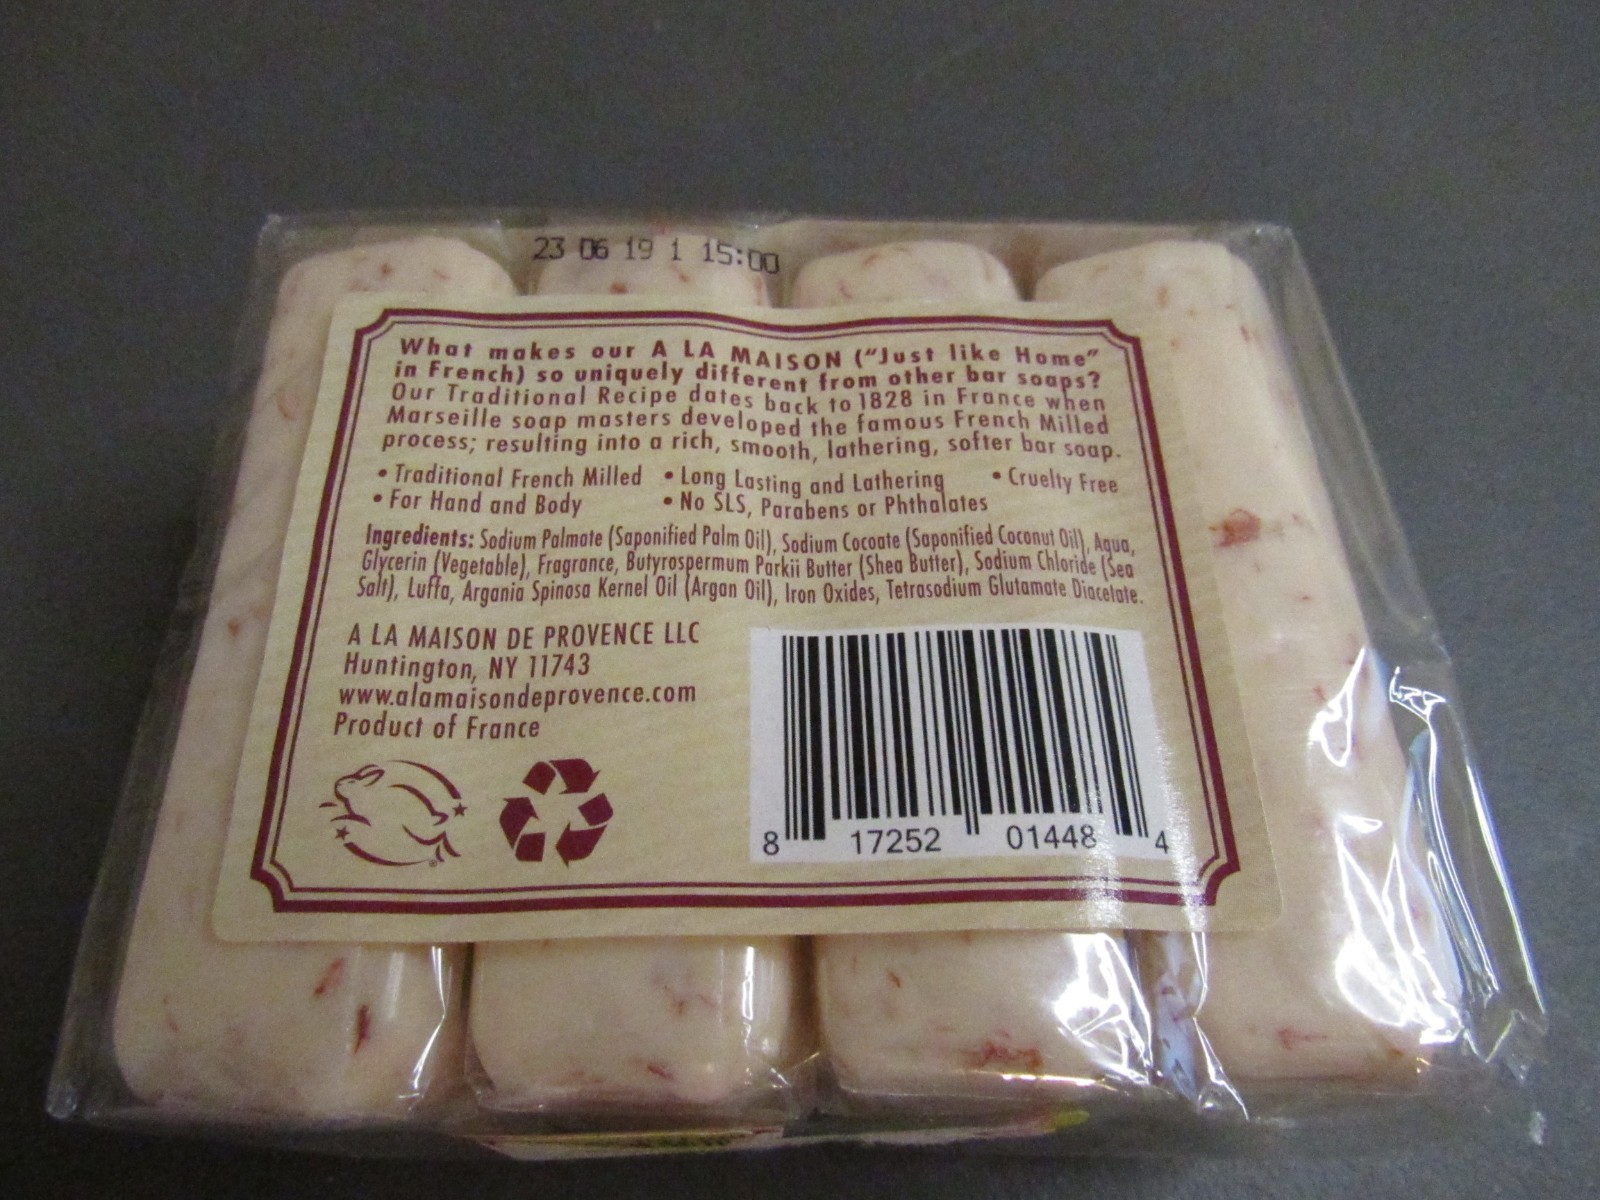 23 06 19 1 15:00
What makes our A LA MAISON (“Just like Home”
in French) so uniquely different from other bar soaps?
Our Traditional Recipe dates back to 1828 in France when
Marseille soap masters developed the famous French Milled
process; resulting into a rich, smooth, lathering, softer bar soap.
• Traditional French Milled • Long Lasting and Lathering • Cruelty Free
• For Hand and Body • No SLS, Parabens or Phthalates
Ingredients: Sodium Palmate (Saponified Palm Oil), Sodium Cocoate (Saponified Coconut Oil), Aqua,
Glycerin (Vegetable), Fragrance, Butyrospermum Parkii Butter (Shea Butter), Sodium Chloride (Sea
Salt), Luffa, Argania Spinosa Kernel Oil (Argan Oil), Iron Oxides, Tetrasodium Glutamate Diacetate.
A LA MAISON DE PROVENCE LLC
Huntington, NY 11743
www.alamaisondeprovence.com
Product of France
8 17252 01448 4